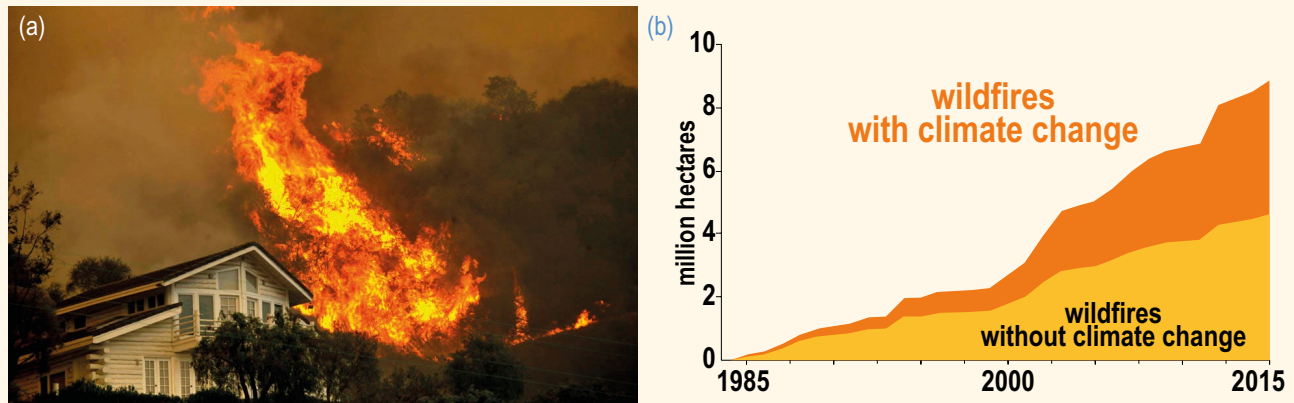 (a)
(b)
10
8
6
4
2
0
million hectares
wildfires
with climate change
wildfires
without climate change
1985
2000
2015